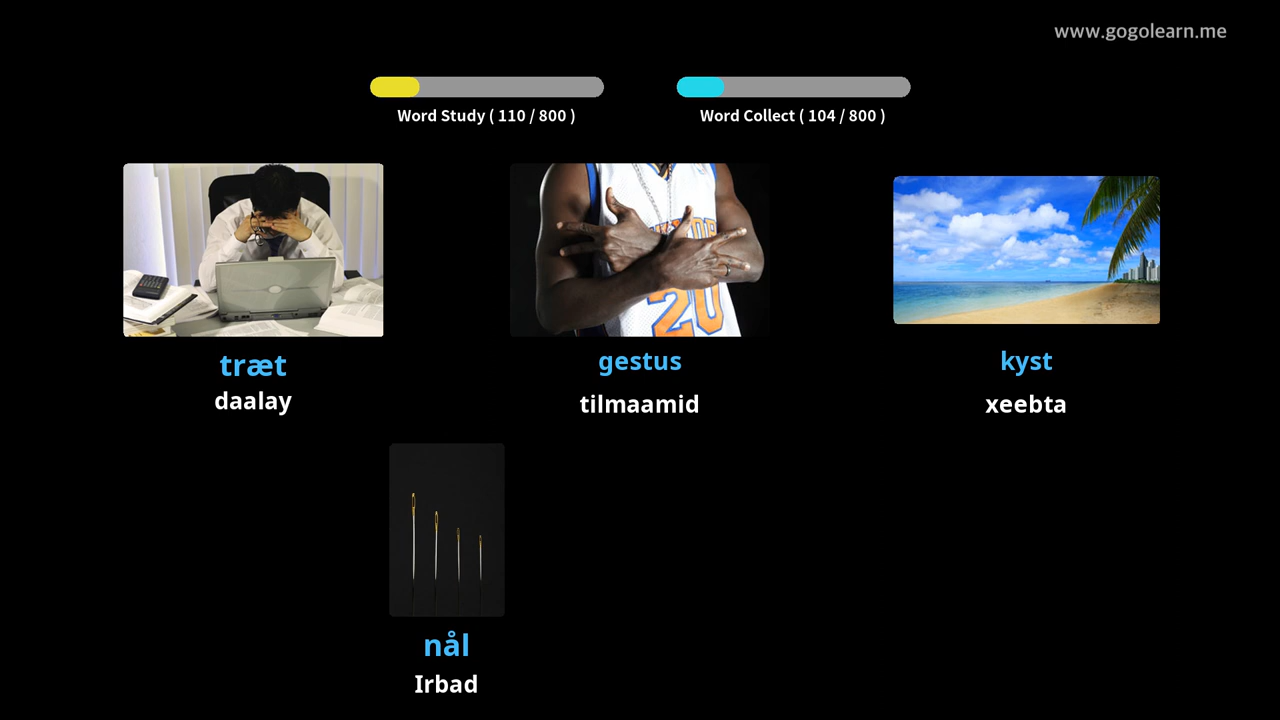 www.gogolearn.me
Word Study ( 110 / 800 )
Word Collect ( 104 / 800 )
20
træt
daalay
gestus
tilmaamid
kyst
xeebta
nål
Irbad